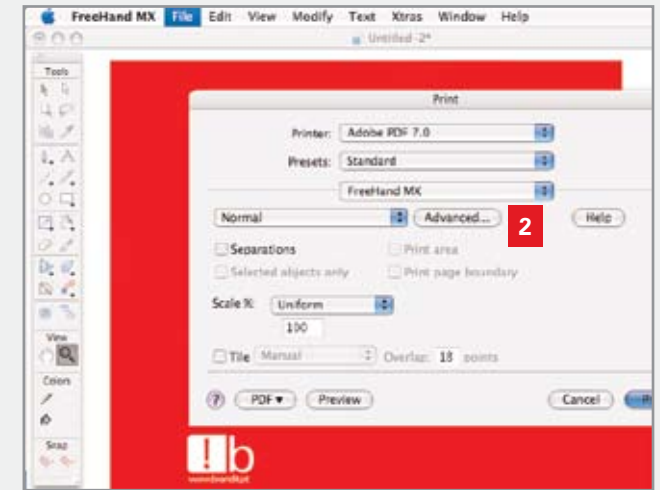 FreeHand MX File Edit View Modify Text Xtras Window Help
Untitled-2*
Tools
Print
Printer: Adobe PDF 7.0
Presets: Standard
FreeHand MX
Normal Advanced... 2 Help
Separations Print area
Selected objects only Print page boundary
Scale %: Uniform
100
Tile Manual Overlap: 18 points
View
Colors
? PDF Preview Cancel
Snap
!b